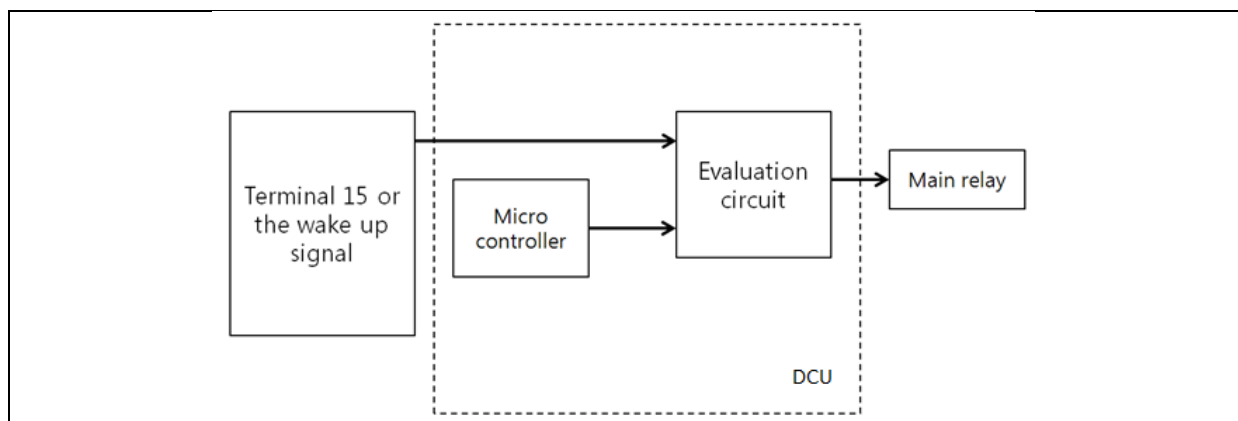 Terminal 15 or
the wake up
signal
Micro
controller
Evaluation
circuit
Main relay
DCU